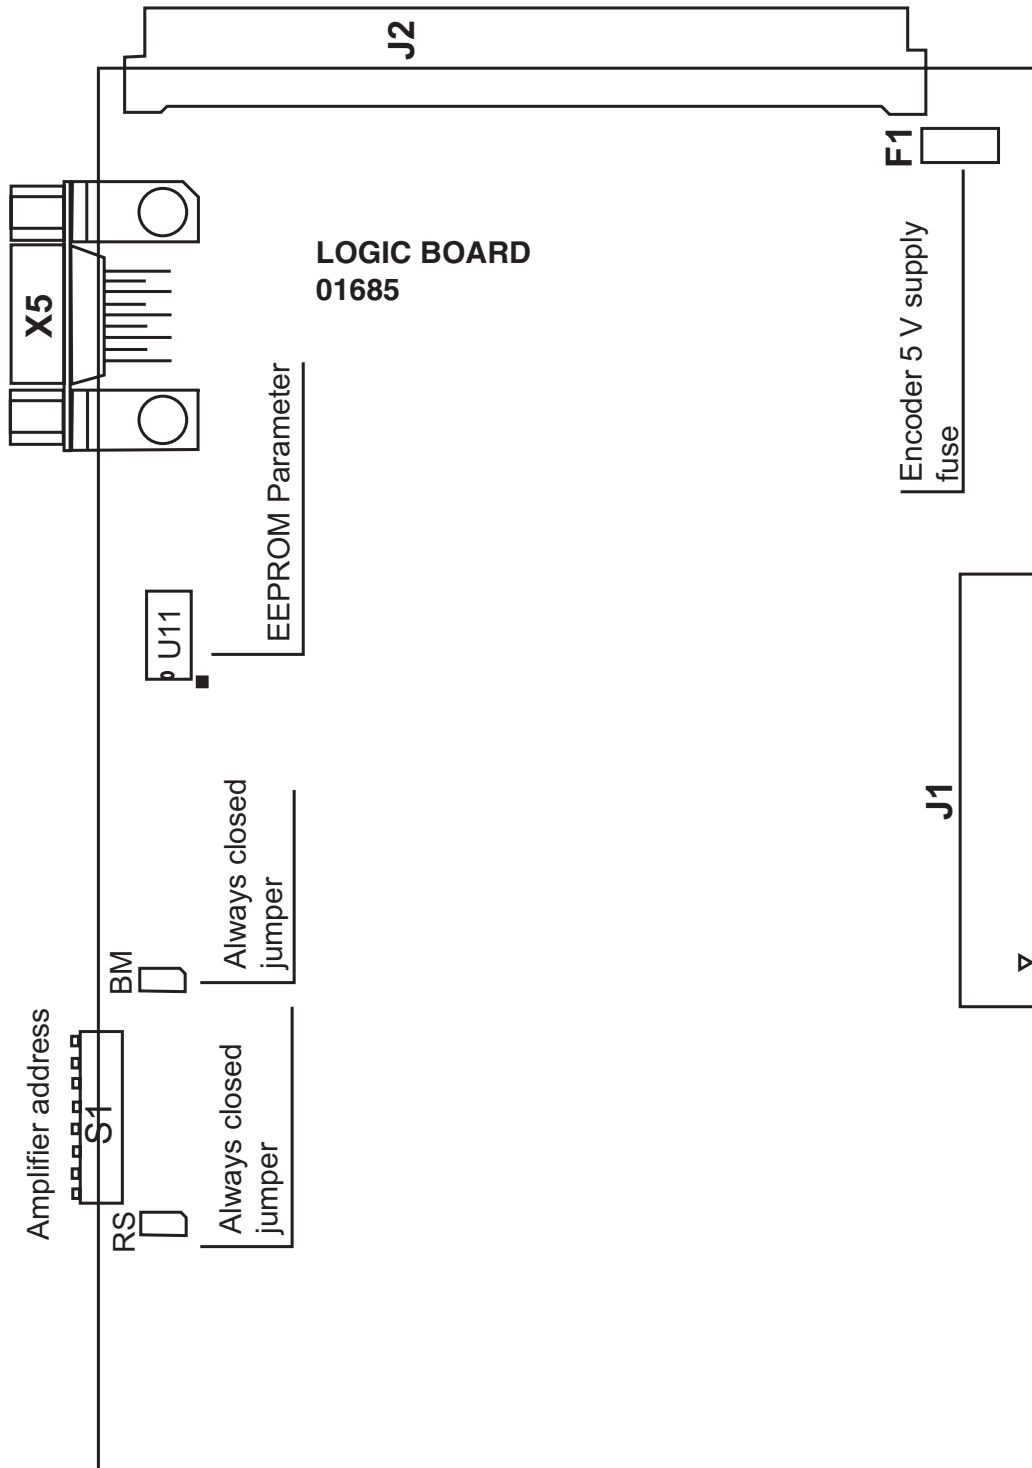 J2
F1
X5
LOGIC BOARD
01685
Encoder 5 V supply
fuse
EEPROM Parameter
U11
J1
Always closed
jumper
BM
Amplifier address
S1
Always closed
jumper
RS